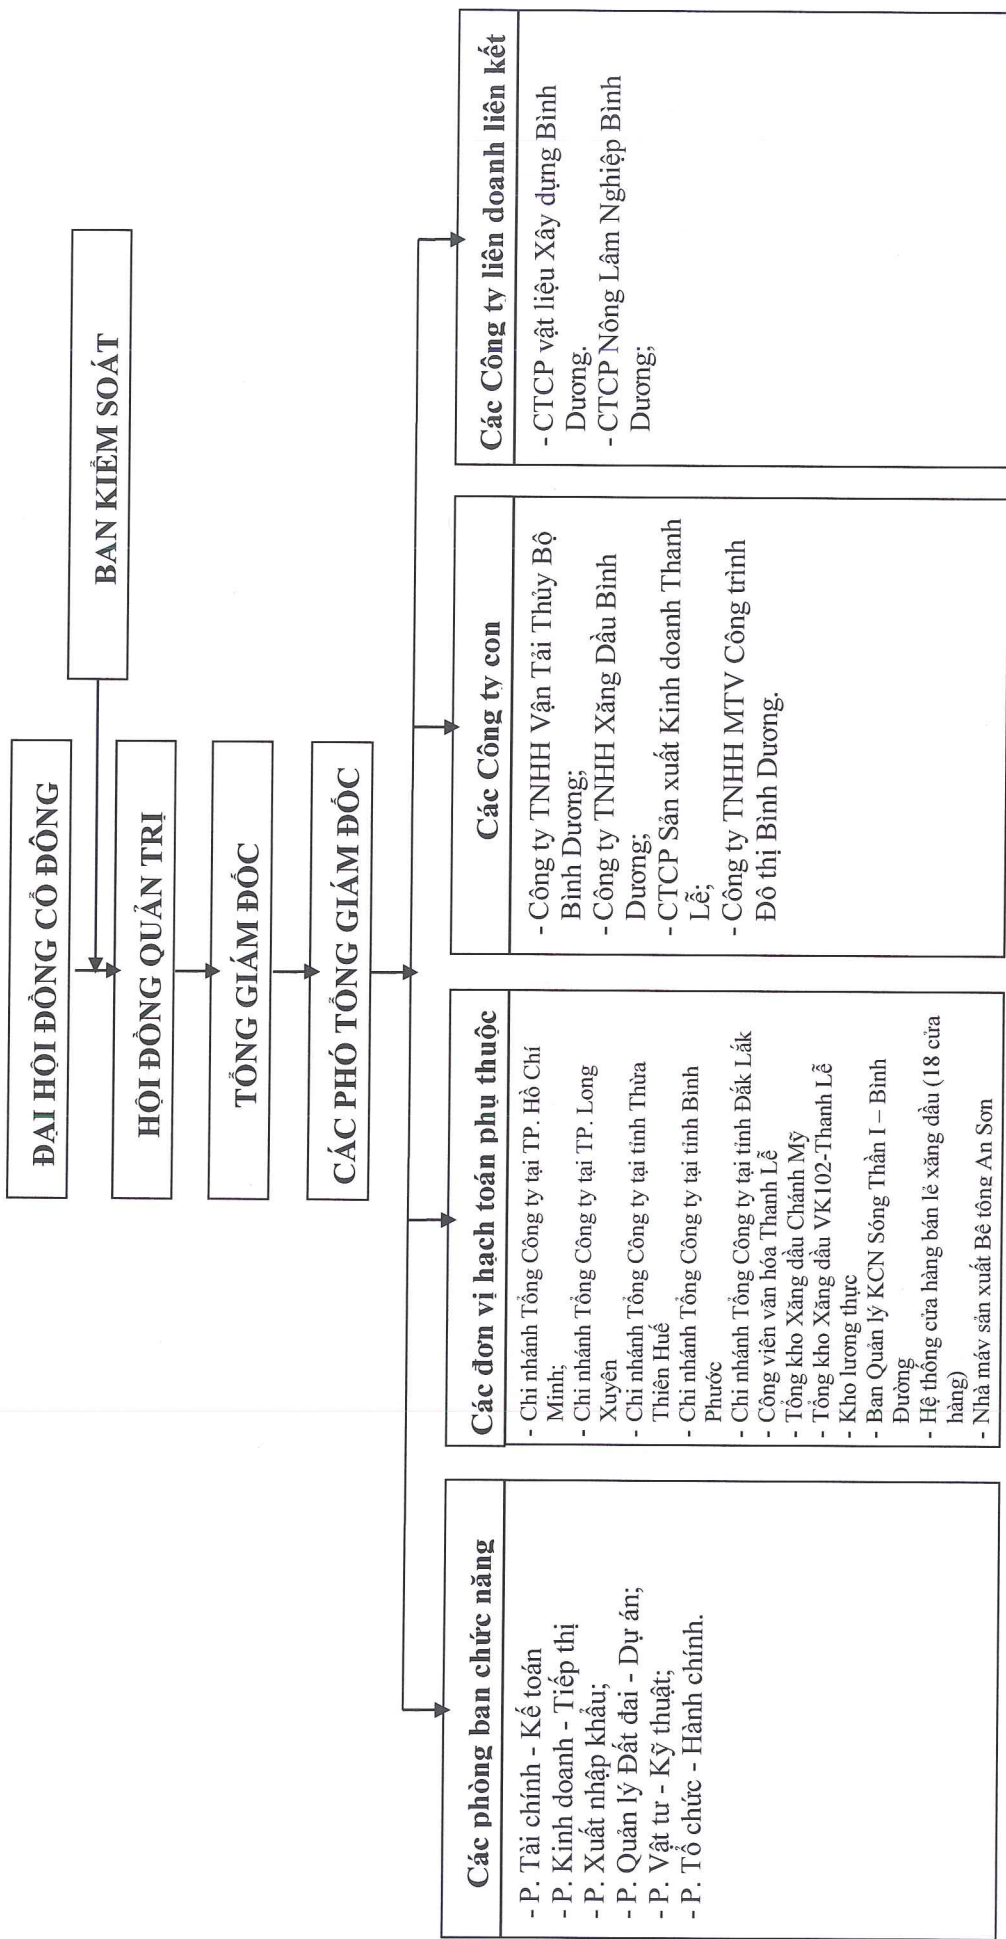 ĐẠI HỘI ĐỒNG CỔ ĐÔNG
BAN KIỂM SOÁT
HỘI ĐỒNG QUẢN TRỊ
TỔNG GIÁM ĐỐC
CÁC PHÓ TỔNG GIÁM ĐỐC
Các phòng ban chức năng
- P. Tài chính - Kế toán
- P. Kinh doanh - Tiếp thị
- P. Xuất nhập khẩu;
- P. Quản lý Đất đai - Dự án;
- P. Vật tư - Kỹ thuật;
- P. Tổ chức - Hành chính.
Các đơn vị hạch toán phụ thuộc
- Chi nhánh Tổng Công ty tại TP. Hồ Chí
Minh;
- Chi nhánh Tổng Công ty tại TP. Long
Xuyên
- Chi nhánh Tổng Công ty tại tỉnh Thừa
Thiên Huế
- Chi nhánh Tổng Công ty tại tỉnh Bình
Phước
- Chi nhánh Tổng Công ty tại tỉnh Đắk Lắk
- Công viên văn hóa Thanh Lễ
- Tổng kho Xăng dầu Chánh Mỹ
- Tổng kho Xăng dầu VK102-Thanh Lễ
- Kho lương thực
- Ban Quản lý KCN Sóng Thần I – Bình
Đường
- Hệ thống cửa hàng bán lẻ xăng dầu (18 cửa
hàng)
- Nhà máy sản xuất Bê tông An Sơn
Các Công ty con
- Công ty TNHH Vận Tải Thủy Bộ
Bình Dương;
- Công ty TNHH Xăng Dầu Bình
Dương;
- CTCP Sản xuất Kinh doanh Thanh
Lễ;
- Công ty TNHH MTV Công trình
Đô thị Bình Dương.
Các Công ty liên doanh liên kết
- CTCP vật liệu Xây dựng Bình
Dương.
- CTCP Nông Lâm Nghiệp Bình
Dương;